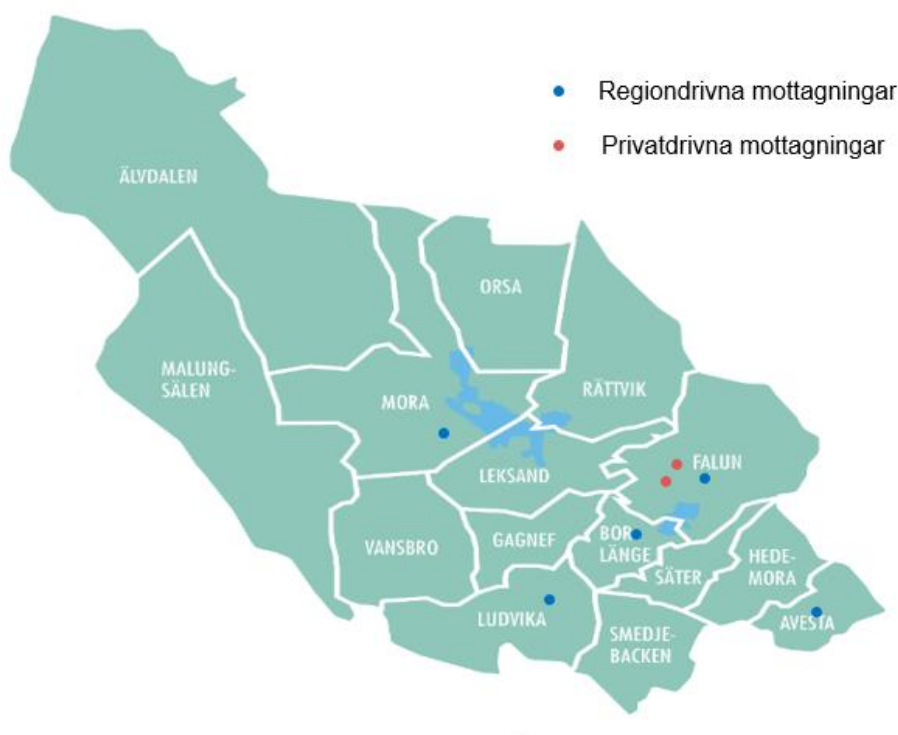 Regiondrivna mottagningar
Privatdrivna mottagningar
ÄLVDALEN
ORSA
MALUNG-
SÄLEN
MORA
RÄTTVIK
LEKSAND
FALUN
VANSBRO
GAGNEF
BOR
LÄNGE
SÄTER
HEDE-
MORA
LUDVIKA
SMEDJE-
BACKEN
AVESTA